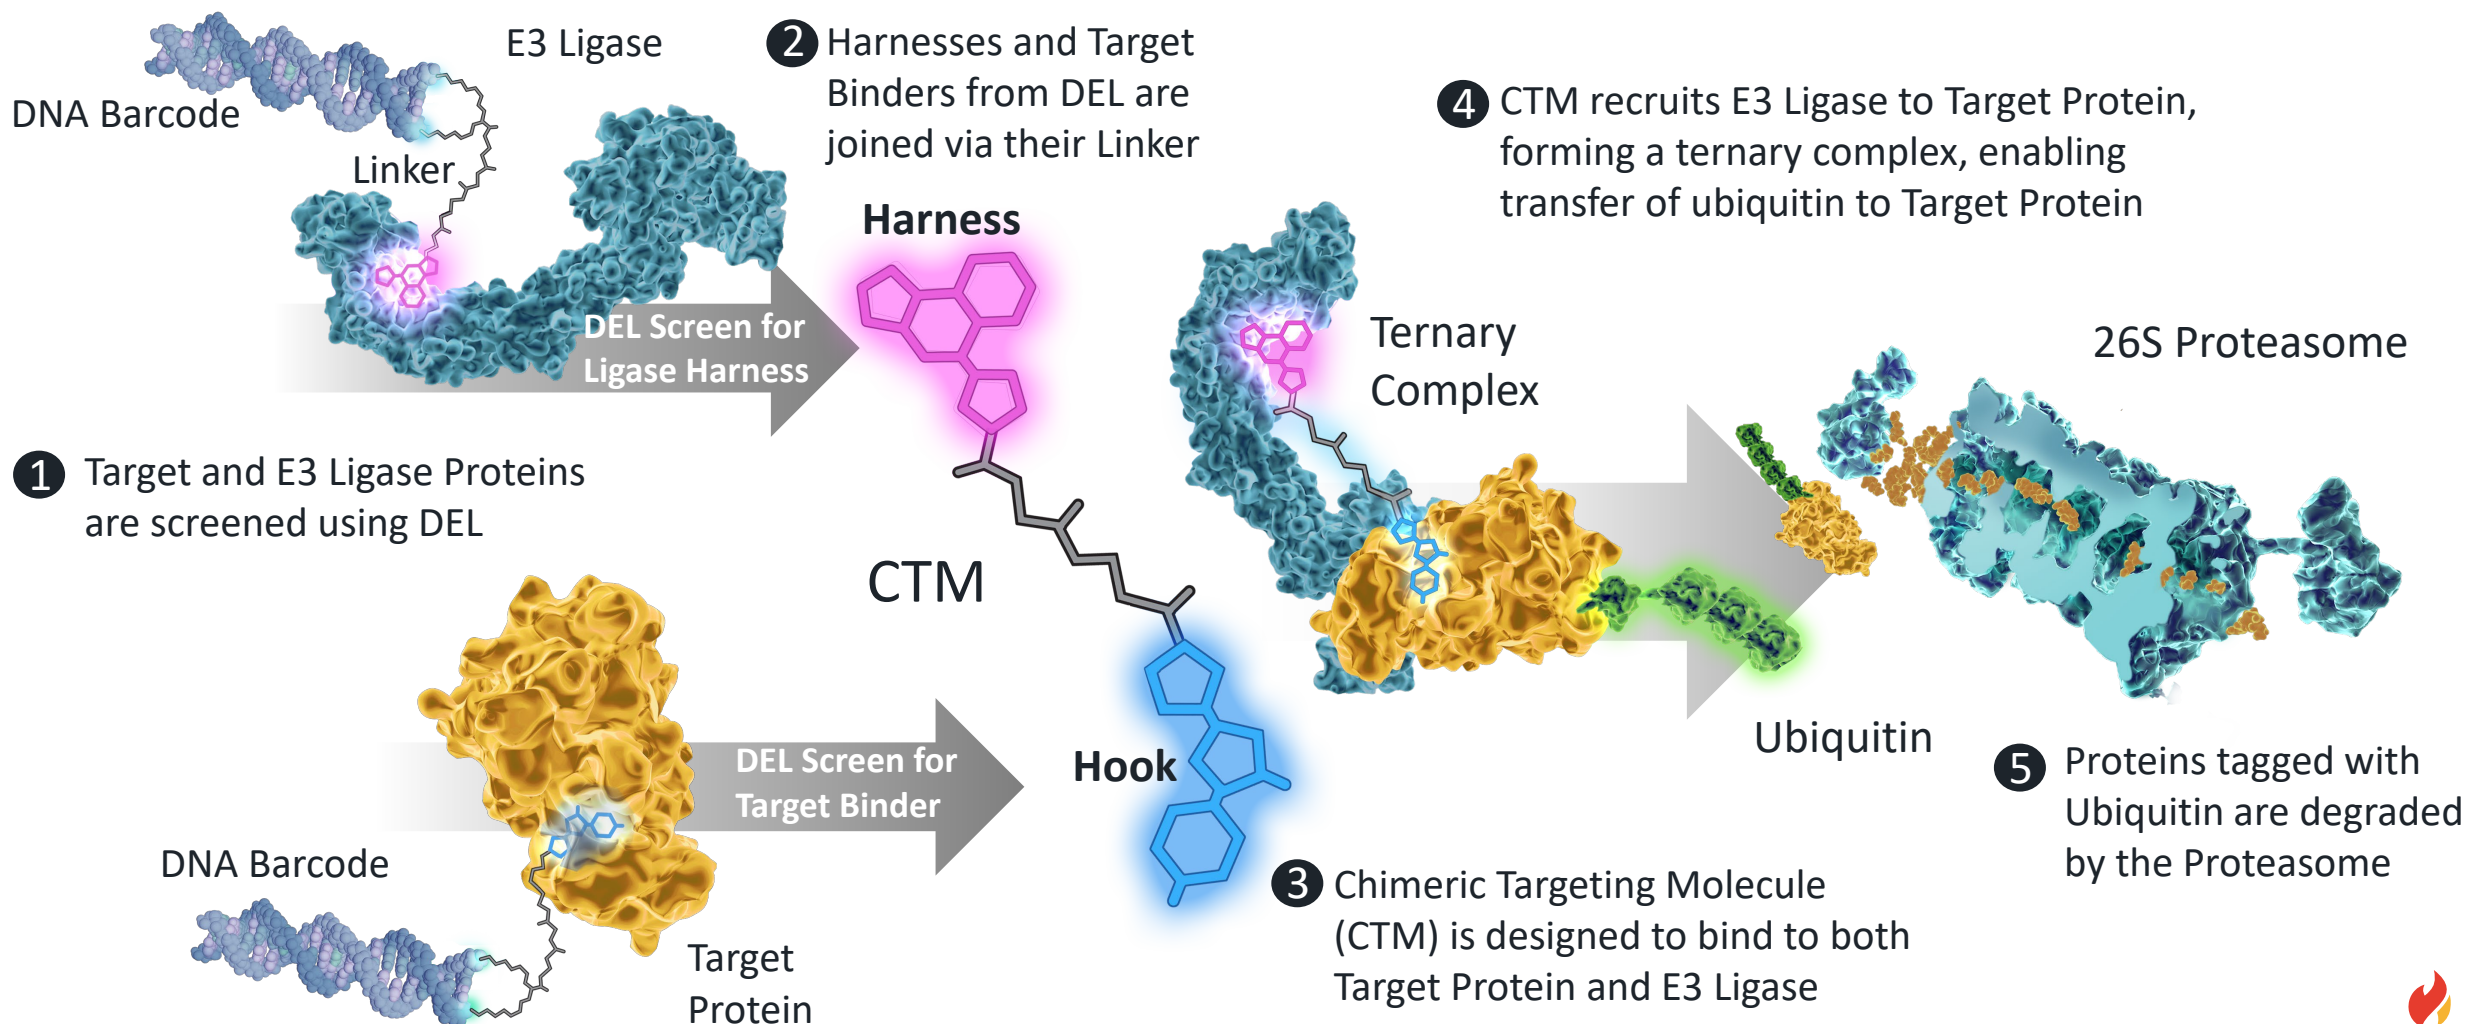 E3 Ligase
DNA Barcode
Linker
DEL Screen for
Ligase Harness
1 Target and E3 Ligase Proteins
are screened using DEL
DEL Screen for
Target Binder
DNA Barcode
Target
Protein
2 Harnesses and Target
Binders from DEL are
joined via their Linker
Harness
CTM
Hook
3 Chimeric Targeting Molecule
(CTM) is designed to bind to both
Target Protein and E3 Ligase
4 CTM recruits E3 Ligase to Target Protein,
forming a ternary complex, enabling
transfer of ubiquitin to Target Protein
Ternary
Complex
26S Proteasome
Ubiquitin
5 Proteins tagged with
Ubiquitin are degraded
by the Proteasome